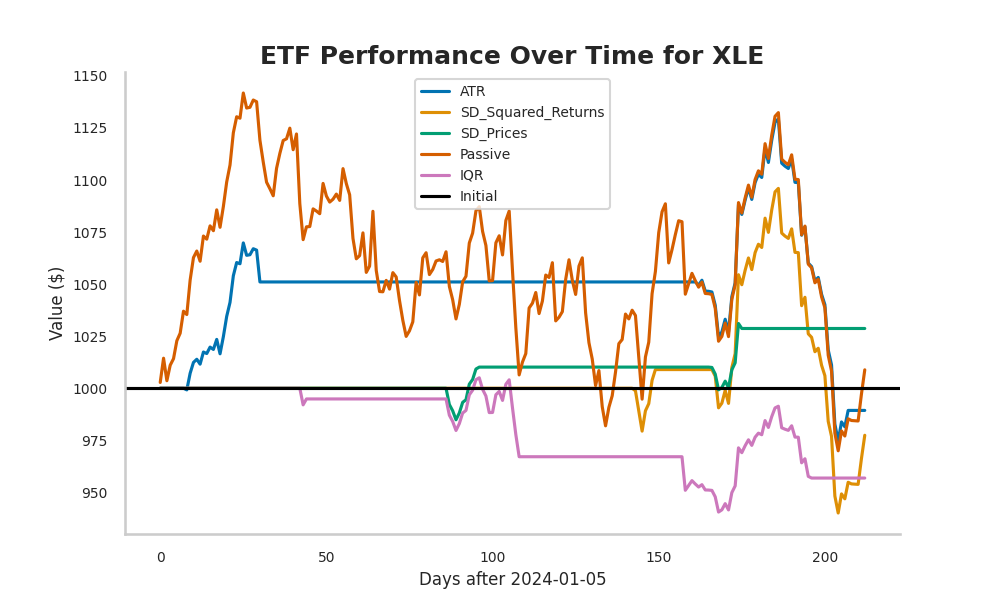 ETF Performance Over Time for XLE
Value ($)
1150
1125
1100
1075
1050
1025
1000
975
950
ATR
SD_Squared_Returns
SD_Prices
Passive
IQR
Initial
0 50 100 150 200
Days after 2024-01-05